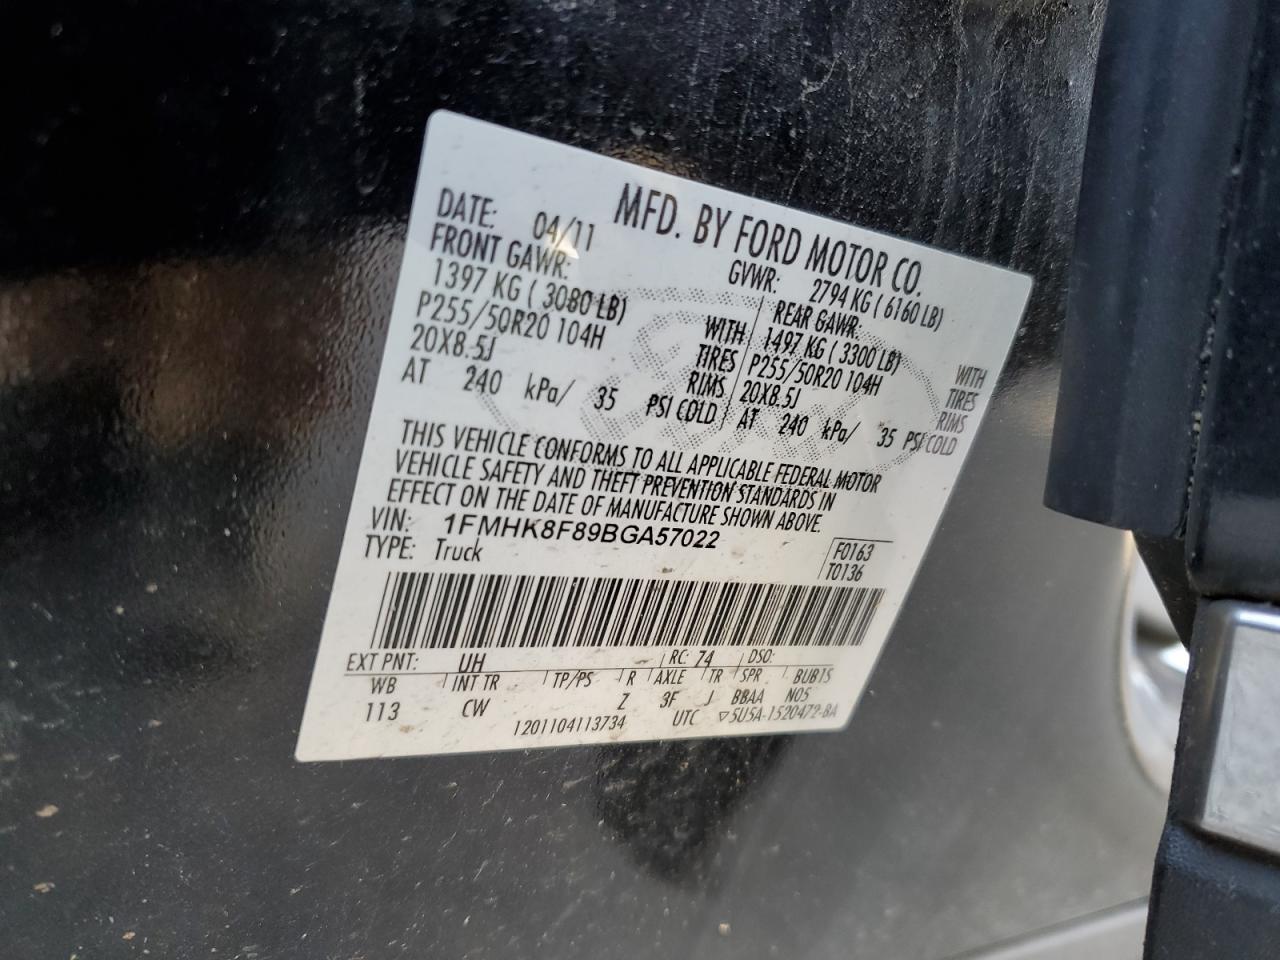 MFD. BY FORD MOTOR CO.
DATE: 04/11 GVWR: 2794 KG ( 6160 LB)
FRONT GAWR: REAR GAWR:
1397 KG ( 3080 LB) WITH 1497 KG ( 3300 LB) WITH
P255/50R20 104H TIRES P255/50R20 104H TIRES
20X8.5J RIMS 20X8.5J RIMS
AT 240 kPa/ 35 PSI COLD AT 240 kPa/ 35 PSI COLD
THIS VEHICLE CONFORMS TO ALL APPLICABLE FEDERAL MOTOR
VEHICLE SAFETY AND THEFT PREVENTION STANDARDS IN
EFFECT ON THE DATE OF MANUFACTURE SHOWN ABOVE.
VIN: 1FMHK8F89BGA57022 F0163
TYPE: Truck T0136
EXT PNT: UH RC: 74 DSO:
WB INT TR TP/PS R AXLE TR SPR BUB15
113 CW Z 3F J BBAA N05
1201104113734 UTC ▽5U5A-1520472-BA